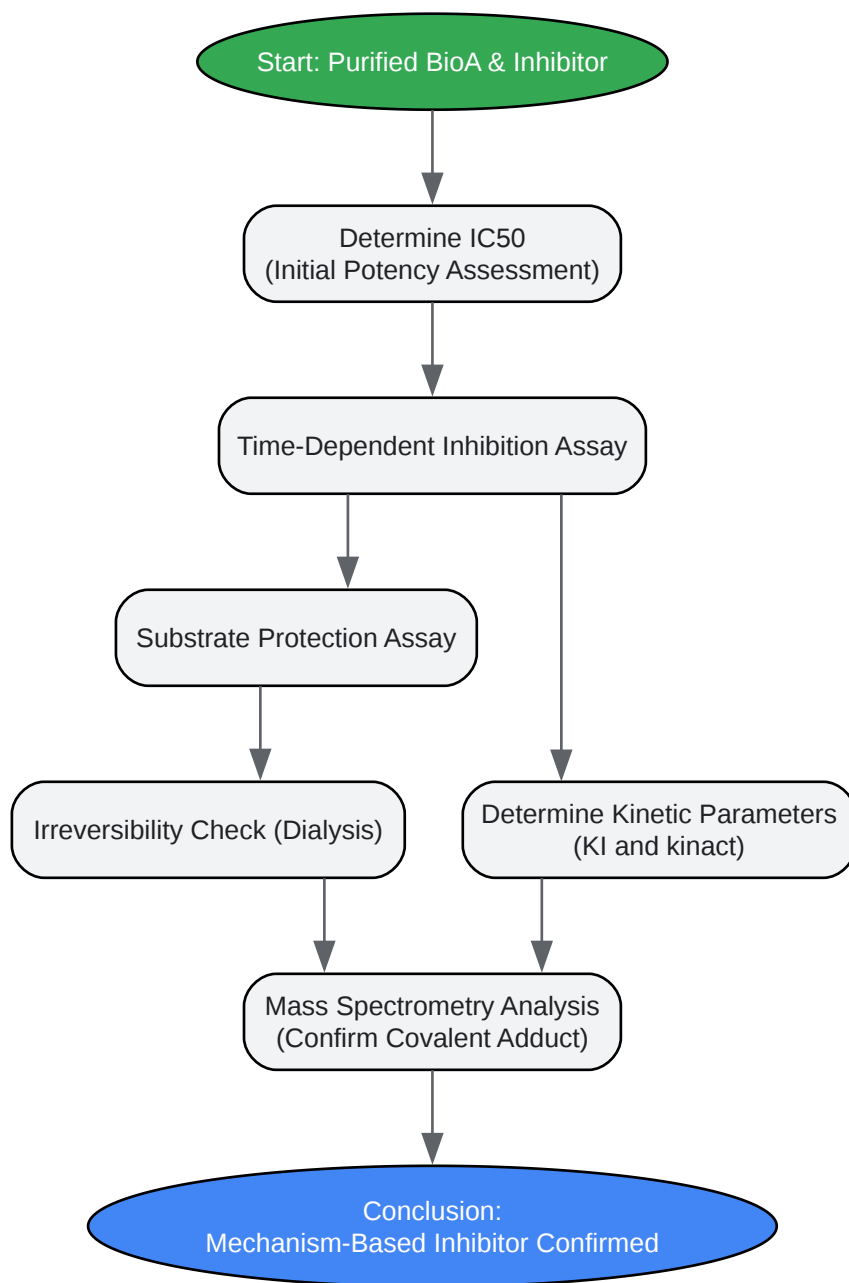 Start: Purified BioA & Inhibitor
Determine IC50
(Initial Potency Assessment)
Time-Dependent Inhibition Assay
Substrate Protection Assay
Irreversibility Check (Dialysis)
Determine Kinetic Parameters
(KI and kinact)
Mass Spectrometry Analysis
(Confirm Covalent Adduct)
Conclusion:
Mechanism-Based Inhibitor Confirmed